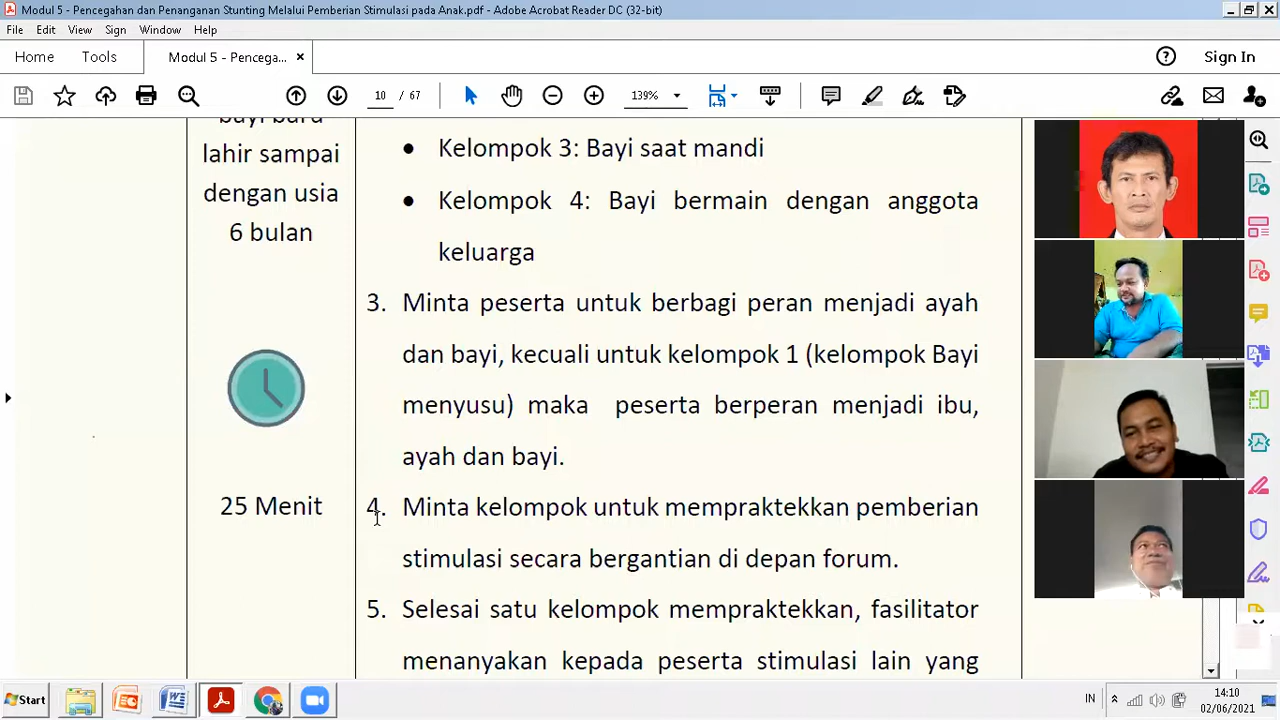 Modul 5 - Pencegahan dan Penanganan Stunting Melalui Pemberian Stimulasi pada Anak.pdf - Adobe Acrobat Reader DC (32-bit)
File Edit View Sign Window Help
Home Tools Modul 5 - Pencega... × Sign In
10 / 67 139%
bayi baru
lahir sampai
dengan usia
6 bulan
25 Menit
• Kelompok 3: Bayi saat mandi
• Kelompok 4: Bayi bermain dengan anggota
keluarga
3. Minta peserta untuk berbagi peran menjadi ayah
dan bayi, kecuali untuk kelompok 1 (kelompok Bayi
menyusu) maka peserta berperan menjadi ibu,
ayah dan bayi.
4. Minta kelompok untuk mempraktekkan pemberian
stimulasi secara bergantian di depan forum.
5. Selesai satu kelompok mempraktekkan, fasilitator
menanyakan kepada peserta stimulasi lain yang
Start IN 14:10
02/06/2021